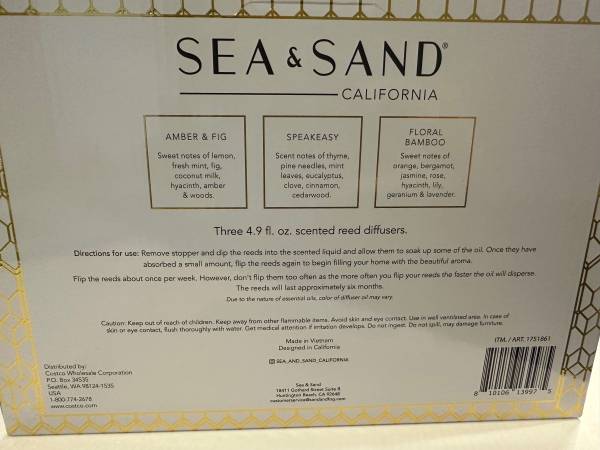 SEA & SAND®
CALIFORNIA
AMBER & FIG
Sweet notes of lemon,
fresh mint, fig,
coconut milk,
hyacinth, amber
& woods.
SPEAKEASY
Scent notes of thyme,
pine needles, mint
leaves, eucalyptus,
clove, cinnamon,
cedarwood.
FLORAL
BAMBOO
Sweet notes of
orange, bergamot,
jasmine, rose,
hyacinth, lily,
geranium & lavender.
Three 4.9 fl. oz. scented reed diffusers.
Directions for use: Remove stopper and dip the reeds into the scented liquid and allow them to soak up some of the oil. Once they have
absorbed a small amount, flip the reeds again to begin filling your home with the beautiful aroma.
Flip the reeds about once per week. However, don't flip them too often as the more often you flip your reeds the faster the oil will disperse.
The reeds will last approximately six months.
Due to the nature of essential oils, color of diffuser oil may vary.
Caution: Keep out of reach of children. Keep away from other flammable items. Avoid skin and eye contact. Use in well ventilated area. In case of
skin or eye contact, flush thoroughly with water. Get medical attention if irritation develops. Do not ingest. Do not spill, may damage furniture.
Made in Vietnam
Designed in California
SEA_AND_SAND_CALIFORNIA
Distributed by:
Costco Wholesale Corporation
P.O. Box 34535
Seattle, WA 98124-1535
USA
1-800-774-2678
www.costco.com
Sea & Sand
18411 Gothard Street Suite B
Huntington Beach, CA 92648
ITM. / ART. 1751861
8 10106 13997 5